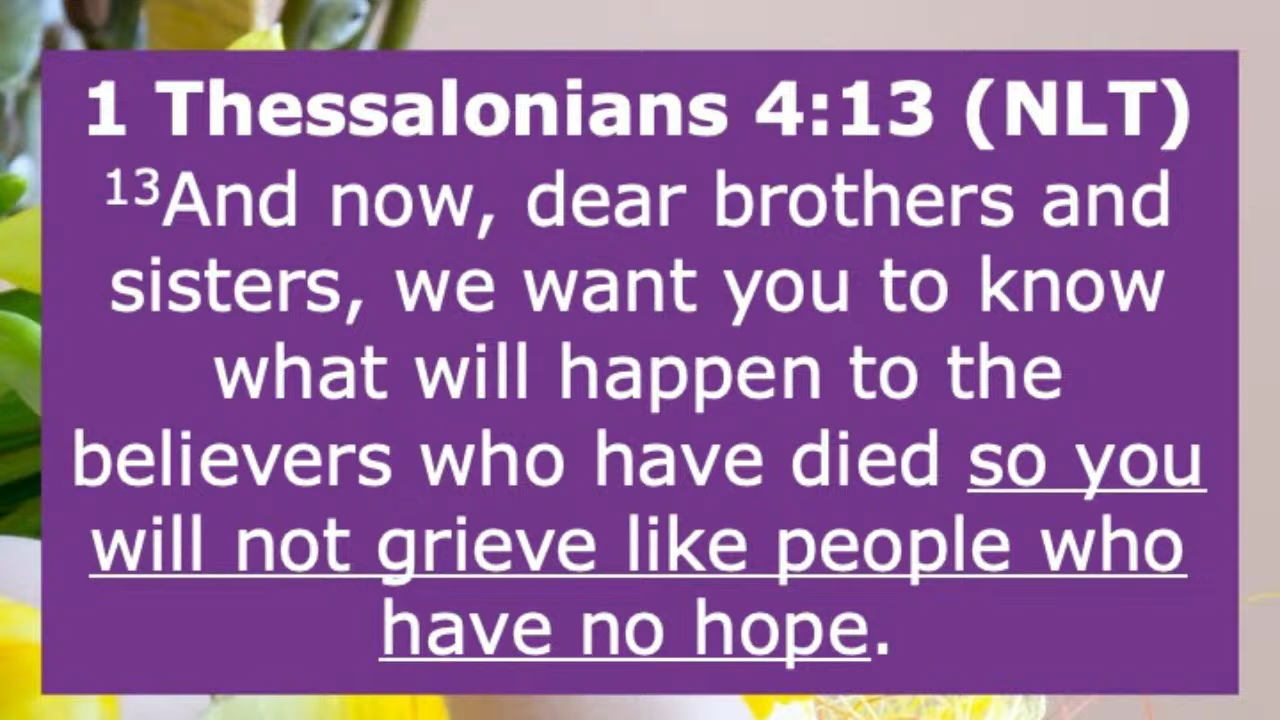 1 Thessalonians 4:13 (NLT)
13And now, dear brothers and
sisters, we want you to know
what will happen to the
believers who have died so you
will not grieve like people who
have no hope.